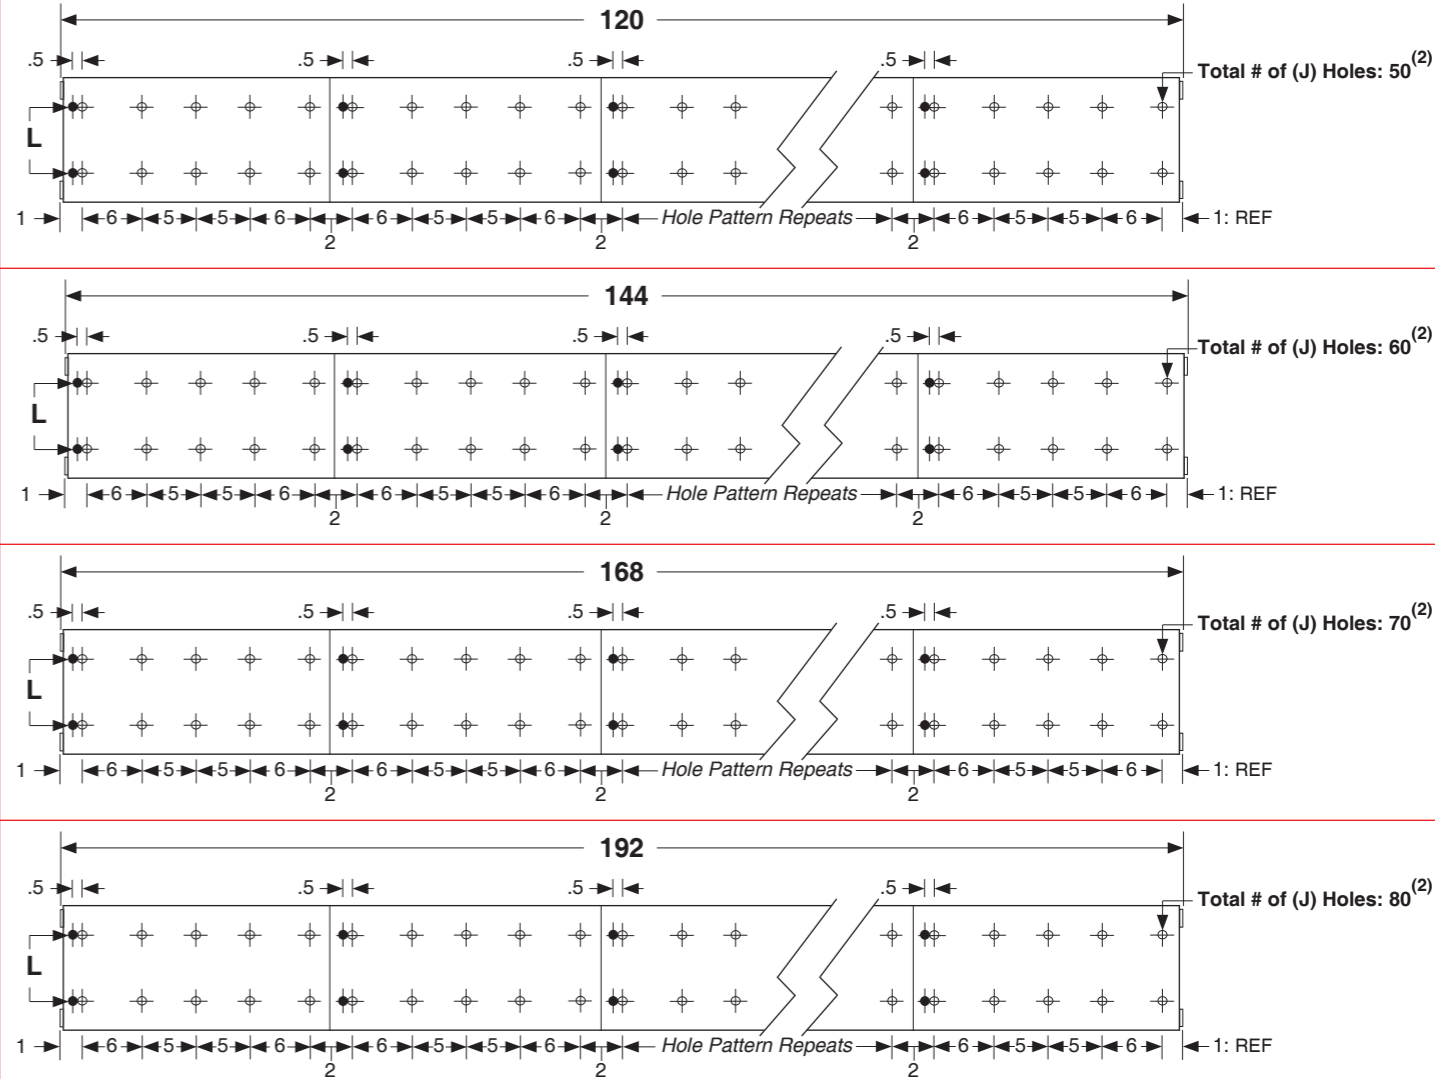 120
.5 .5 .5 .5
Total # of (J) Holes: 50(2)
L
1 6 5 5 6 6 5 5 6 Hole Pattern Repeats 6 5 5 6 1: REF
2 2 2
144
.5 .5 .5 .5
Total # of (J) Holes: 60(2)
L
1 6 5 5 6 6 5 5 6 Hole Pattern Repeats 6 5 5 6 1: REF
2 2 2
168
.5 .5 .5 .5
Total # of (J) Holes: 70(2)
L
1 6 5 5 6 6 5 5 6 Hole Pattern Repeats 6 5 5 6 1: REF
2 2 2
192
.5 .5 .5 .5
Total # of (J) Holes: 80(2)
L
1 6 5 5 6 6 5 5 6 Hole Pattern Repeats 6 5 5 6 1: REF
2 2 2